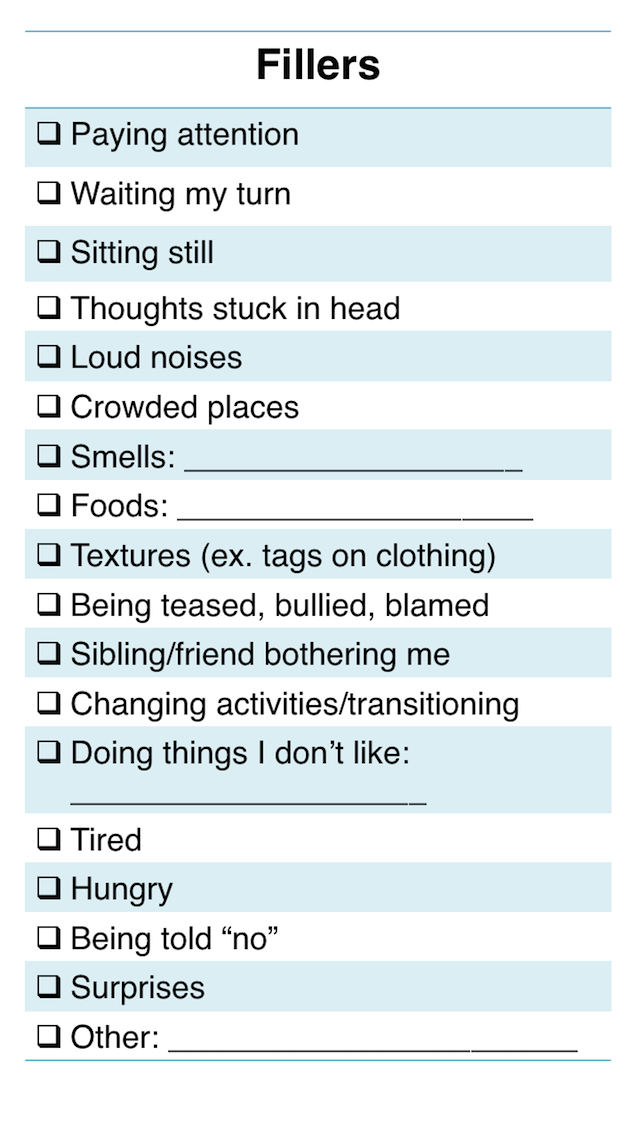 Fillers
❑ Paying attention
❑ Waiting my turn
❑ Sitting still
❑ Thoughts stuck in head
❑ Loud noises
❑ Crowded places
❑ Smells: ___________________
❑ Foods: ____________________
❑ Textures (ex. tags on clothing)
❑ Being teased, bullied, blamed
❑ Sibling/friend bothering me
❑ Changing activities/transitioning
❑ Doing things I don’t like:
____________________
❑ Tired
❑ Hungry
❑ Being told “no”
❑ Surprises
❑ Other: _______________________